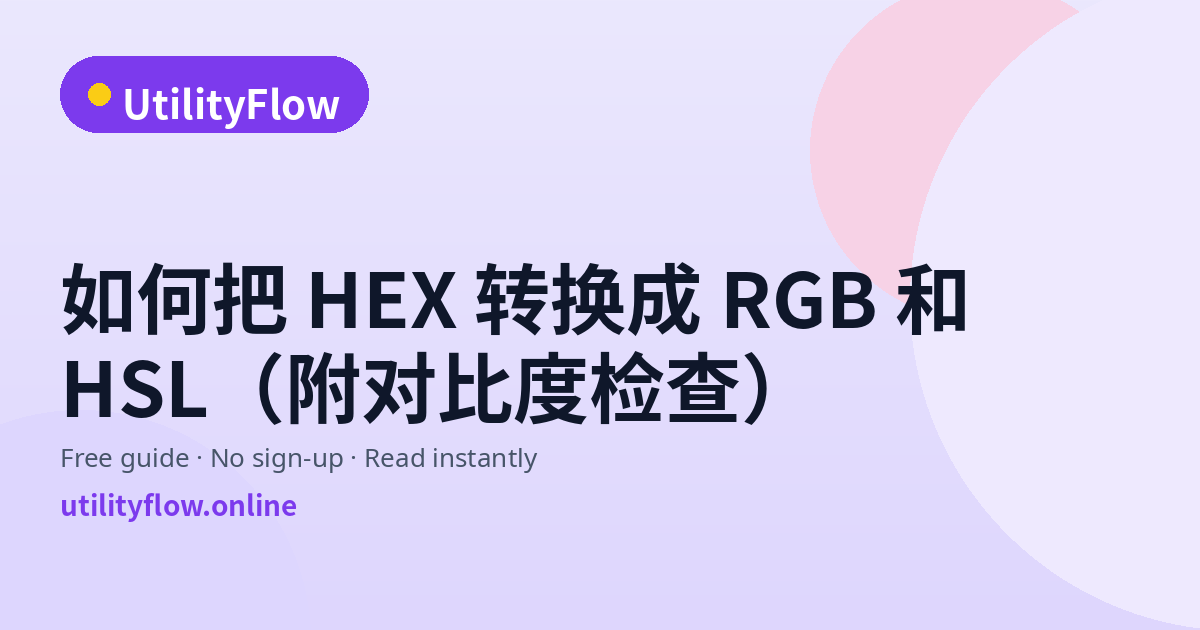 UtilityFlow
如何把 HEX 转换成 RGB 和
HSL（附对比度检查）
Free guide · No sign-up · Read instantly
utilityflow.online